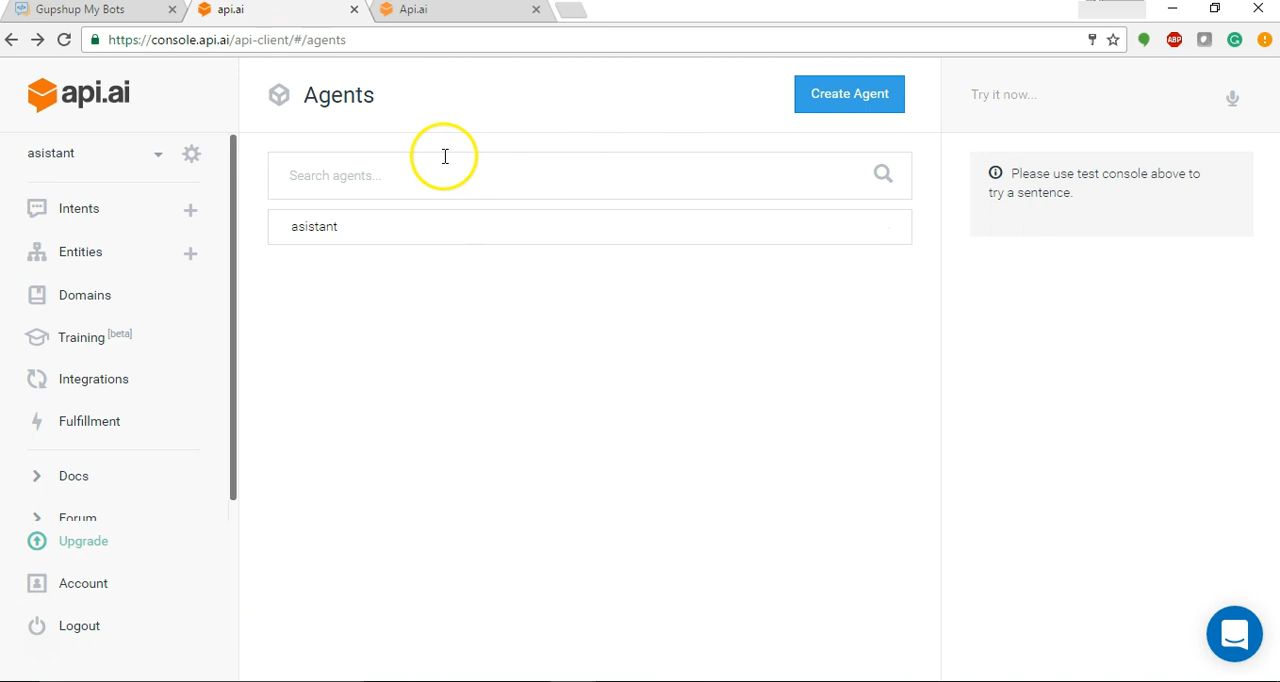 Gupshup My Bots
api.ai
Api.ai
https://console.api.ai/api-client/#/agents
ABP
api.ai
Agents
Create Agent
Try it now...
asistant
Search agents...
Please use test console above to
try a sentence.
asistant
Intents
Entities
Domains
Training [beta]
Integrations
Fulfillment
Docs
Forum
Upgrade
Account
Logout